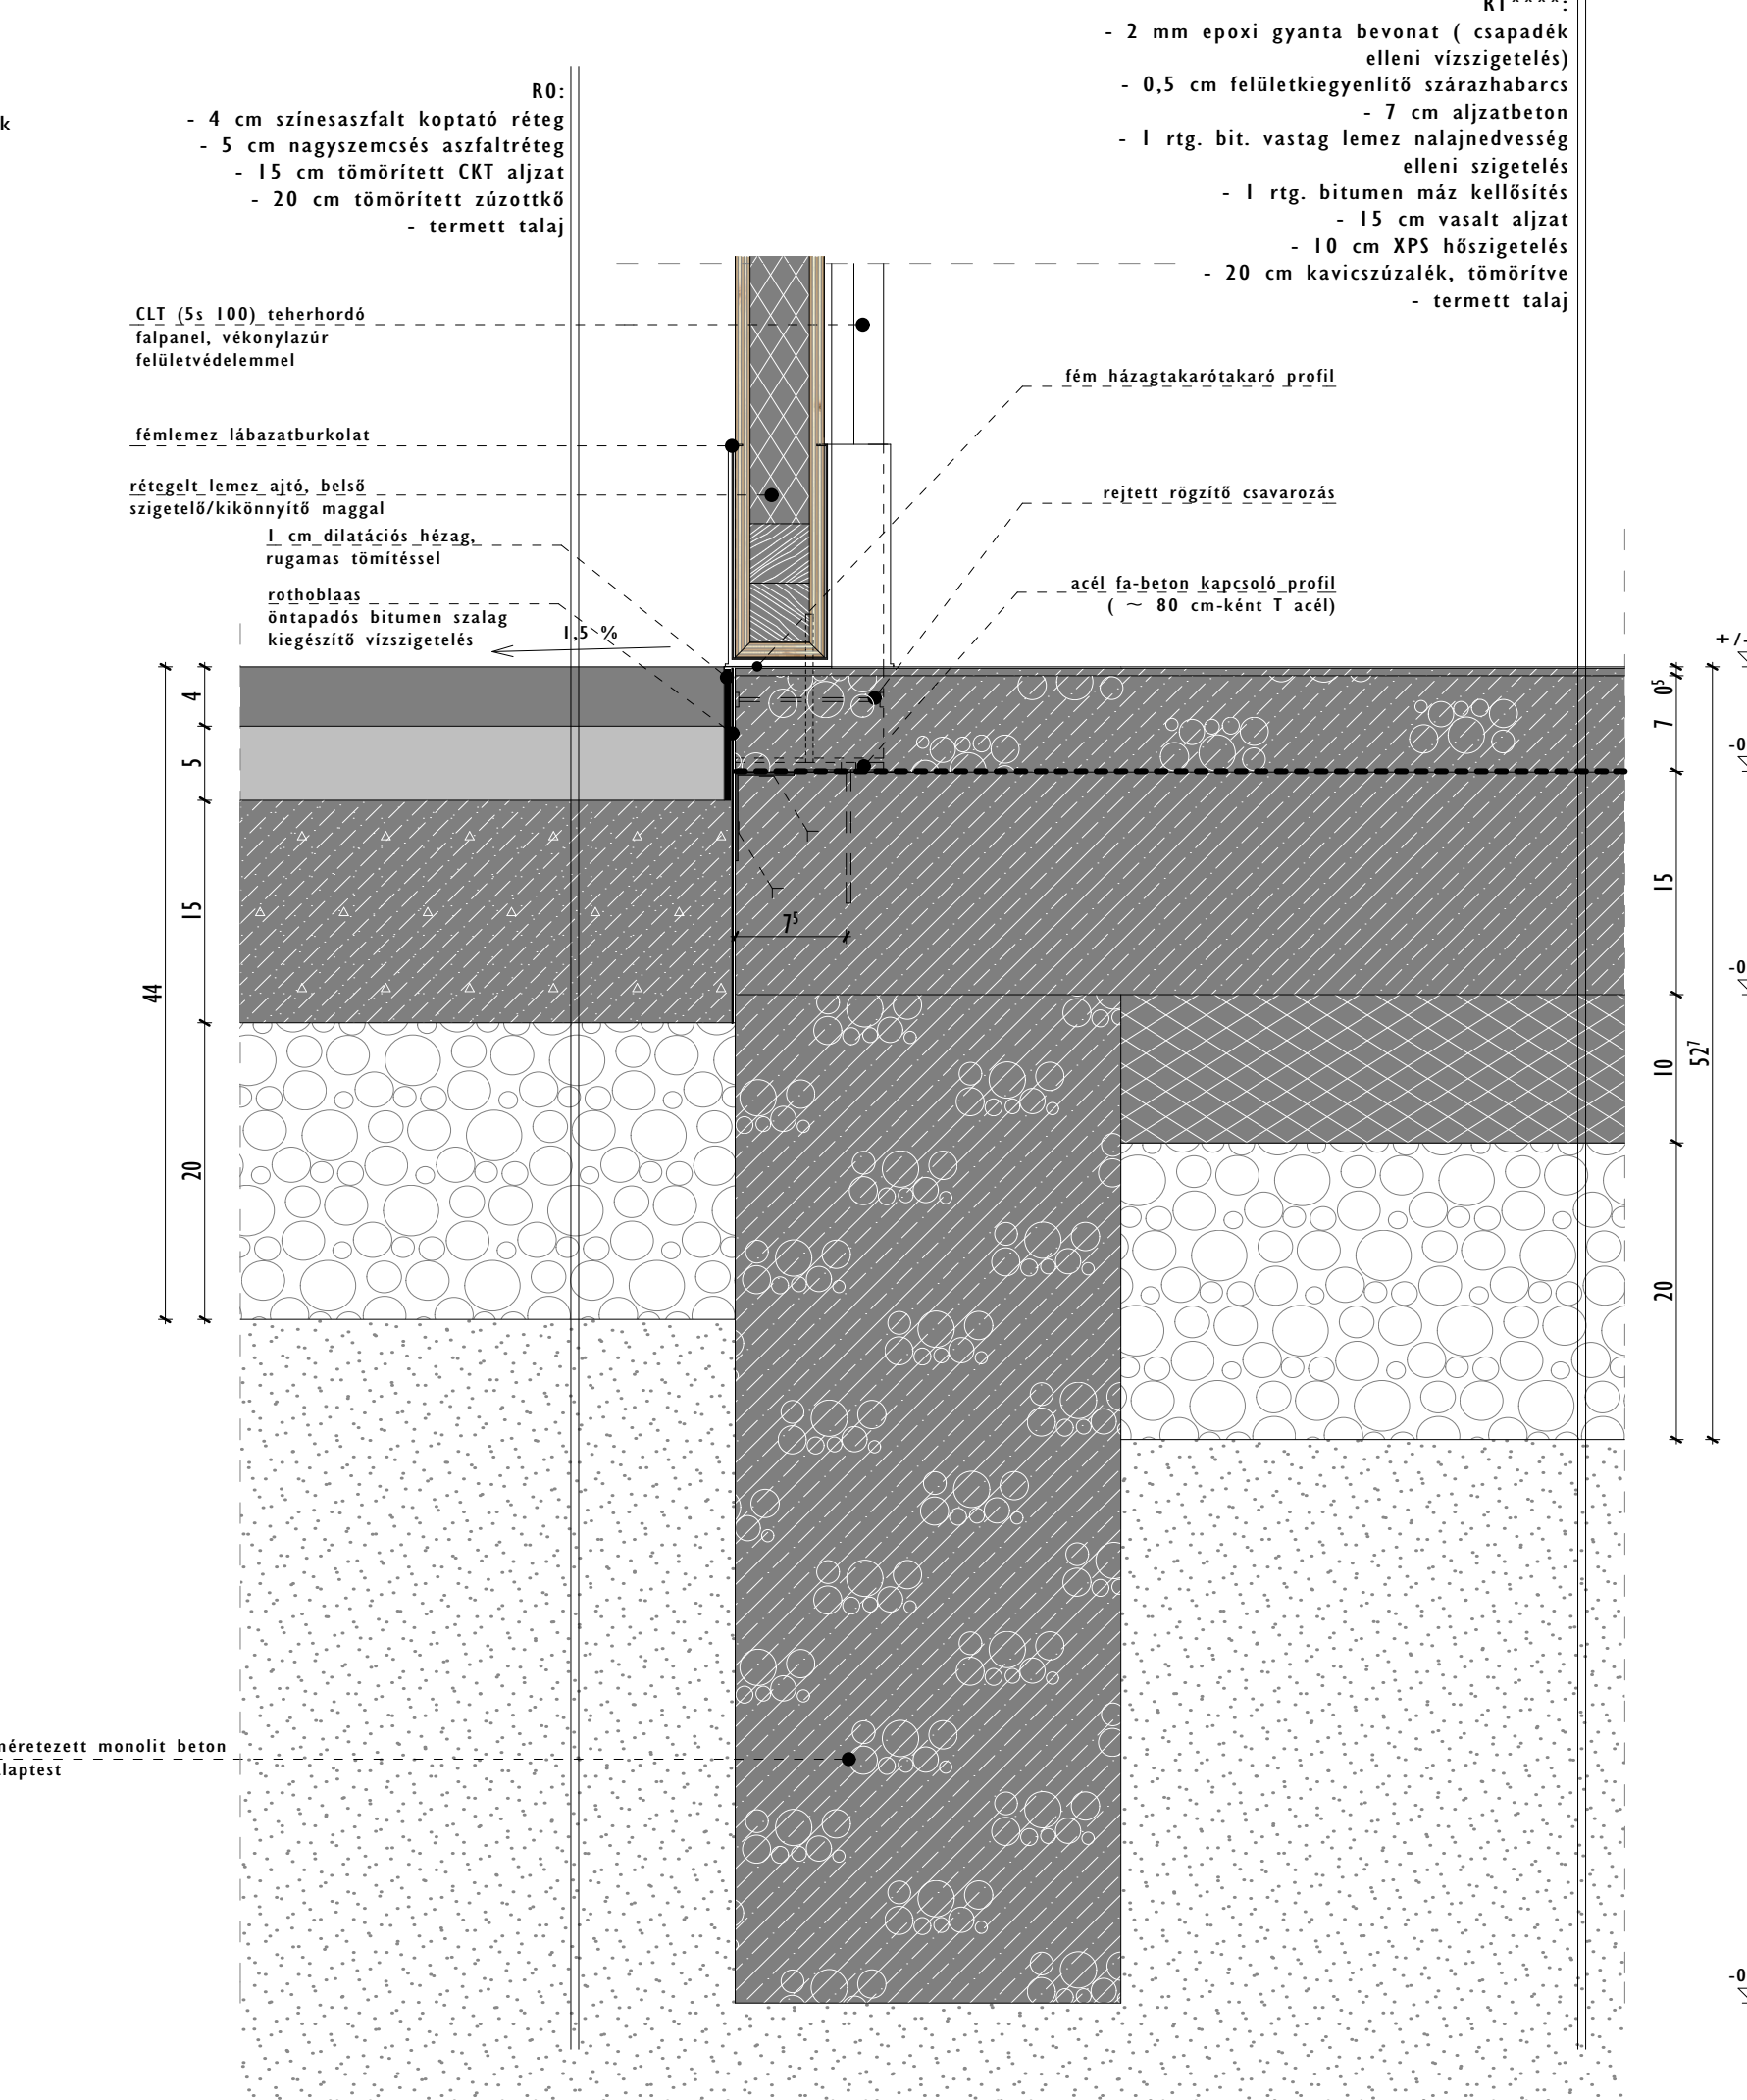 R0:
- 4 cm színesaszfalt koptató réteg
- 5 cm nagyszemcsés aszfaltréteg
- 15 cm tömörített CKT aljzat
- 20 cm tömörített zúzottkő
- termett talaj
- 2 mm epoxi gyanta bevonat ( csapadék
elleni vízszigetelés)
- 0,5 cm felületkiegyenlítő szárazhabarcs
- 7 cm aljzatbeton
- 1 rtg. bit. vastag lemez nalajnedvesség
elleni szigetelés
- 1 rtg. bitumen máz kellősítés
- 15 cm vasalt aljzat
- 10 cm XPS hőszigetelés
- 20 cm kavicszúzalék, tömörítve
- termett talaj
k
CLT (5s 100) teherhordó
falpanel, vékonylazúr
felületvédelemmel
fémlemez lábazatburkolat
rétegelt lemez ajtó, belső
szigetelő/kikönnyítő maggal
1 cm dilatációs hézag,
rugamas tömítéssel
rothoblaas
öntapadós bitumen szalag
kiegészítő vízszigetelés
1,5 %
fém házagtakarótakaró profil
rejtett rögzítő csavarozás
acél fa-beton kapcsoló profil
( ~ 80 cm-ként T acél)
4
5
15
20
44
7⁵
0⁵
7
15
10
20
52⁷
+/-
-0
-0
-0
méretezett monolit beton
laptest